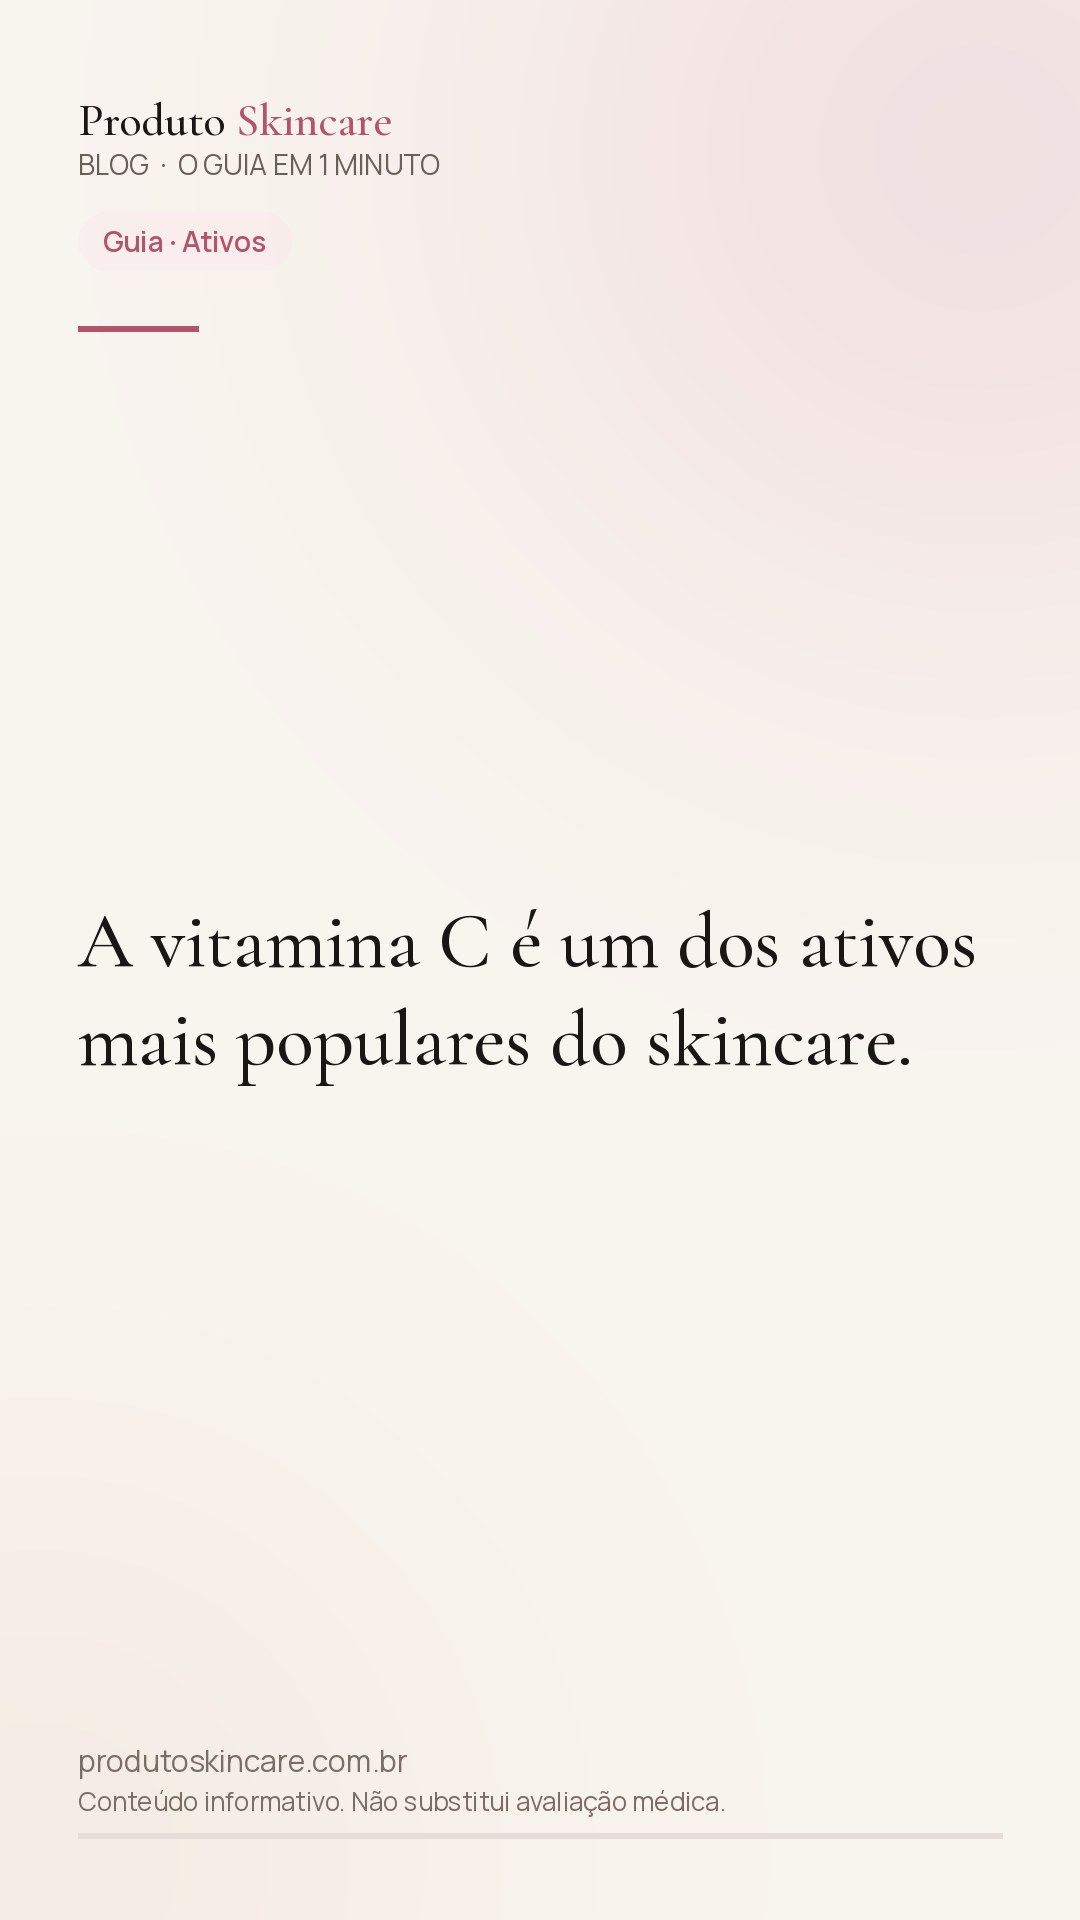 Produto Skincare
BLOG · O GUIA EM 1 MINUTO
Guia · Ativos
A vitamina C é um dos ativos
mais populares do skincare.
produtoskincare.com.br
Conteúdo informativo. Não substitui avaliação médica.